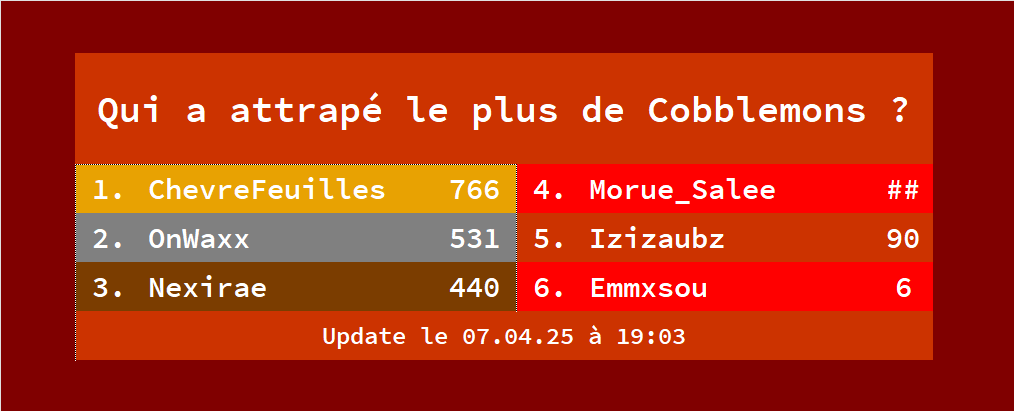 Qui a attrapé le plus de Cobblemons ?
1. ChevreFeuilles 766
2. OnWaxx 531
3. Nexirae 440
4. Morue_Salee ##
5. Izizaubz 90
6. Emmxsou 6
Update le 07.04.25 à 19:03